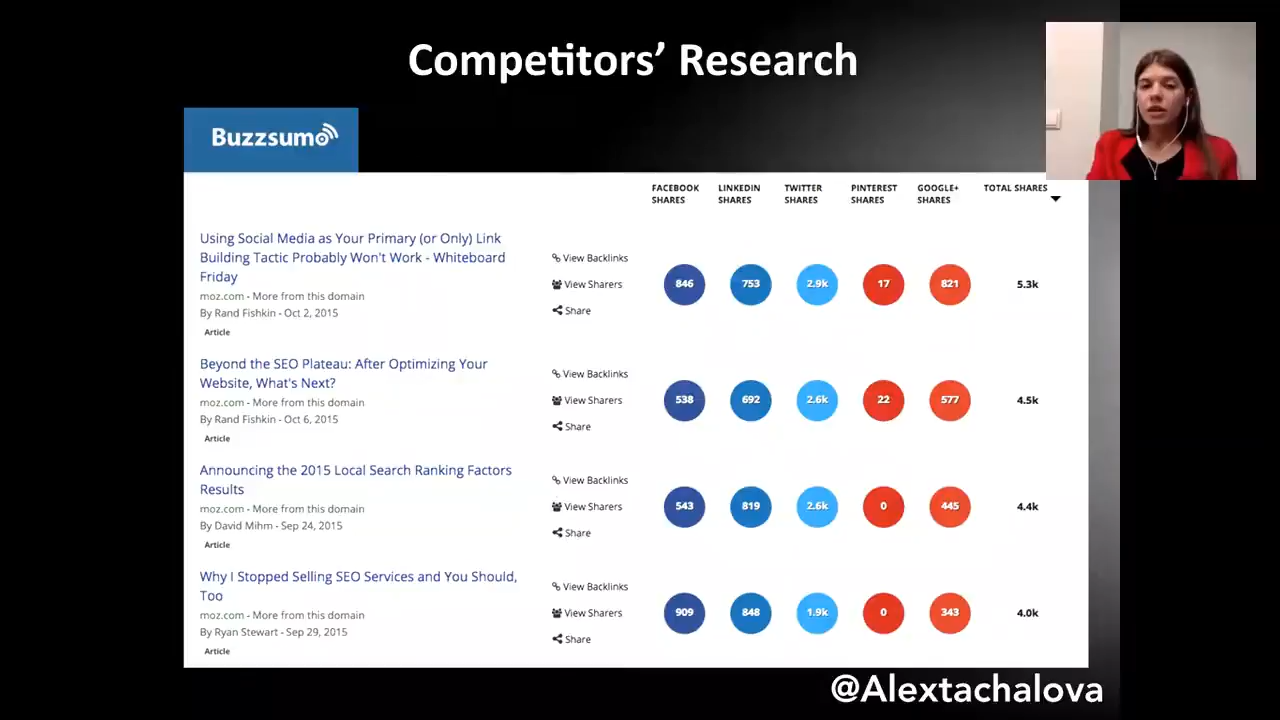 Competitors' Research
Buzzsumo
FACEBOOK SHARES
LINKEDIN SHARES
TWITTER SHARES
PINTEREST SHARES
GOOGLE+ SHARES
TOTAL SHARES
Using Social Media as Your Primary (or Only) Link
Building Tactic Probably Won't Work - Whiteboard
Friday
moz.com - More from this domain
By Rand Fishkin - Oct 2, 2015
Article
View Backlinks
View Sharers
Share
846 753 2.9k 17 821 5.3k
Beyond the SEO Plateau: After Optimizing Your
Website, What's Next?
moz.com - More from this domain
By Rand Fishkin - Oct 6, 2015
Article
View Backlinks
View Sharers
Share
538 692 2.6k 22 577 4.5k
Announcing the 2015 Local Search Ranking Factors
Results
moz.com - More from this domain
By David Mihm - Sep 24, 2015
Article
View Backlinks
View Sharers
Share
543 819 2.6k 0 445 4.4k
Why I Stopped Selling SEO Services and You Should,
Too
moz.com - More from this domain
By Ryan Stewart - Sep 29, 2015
Article
View Backlinks
View Sharers
Share
909 848 1.9k 0 343 4.0k
@Alextachalova